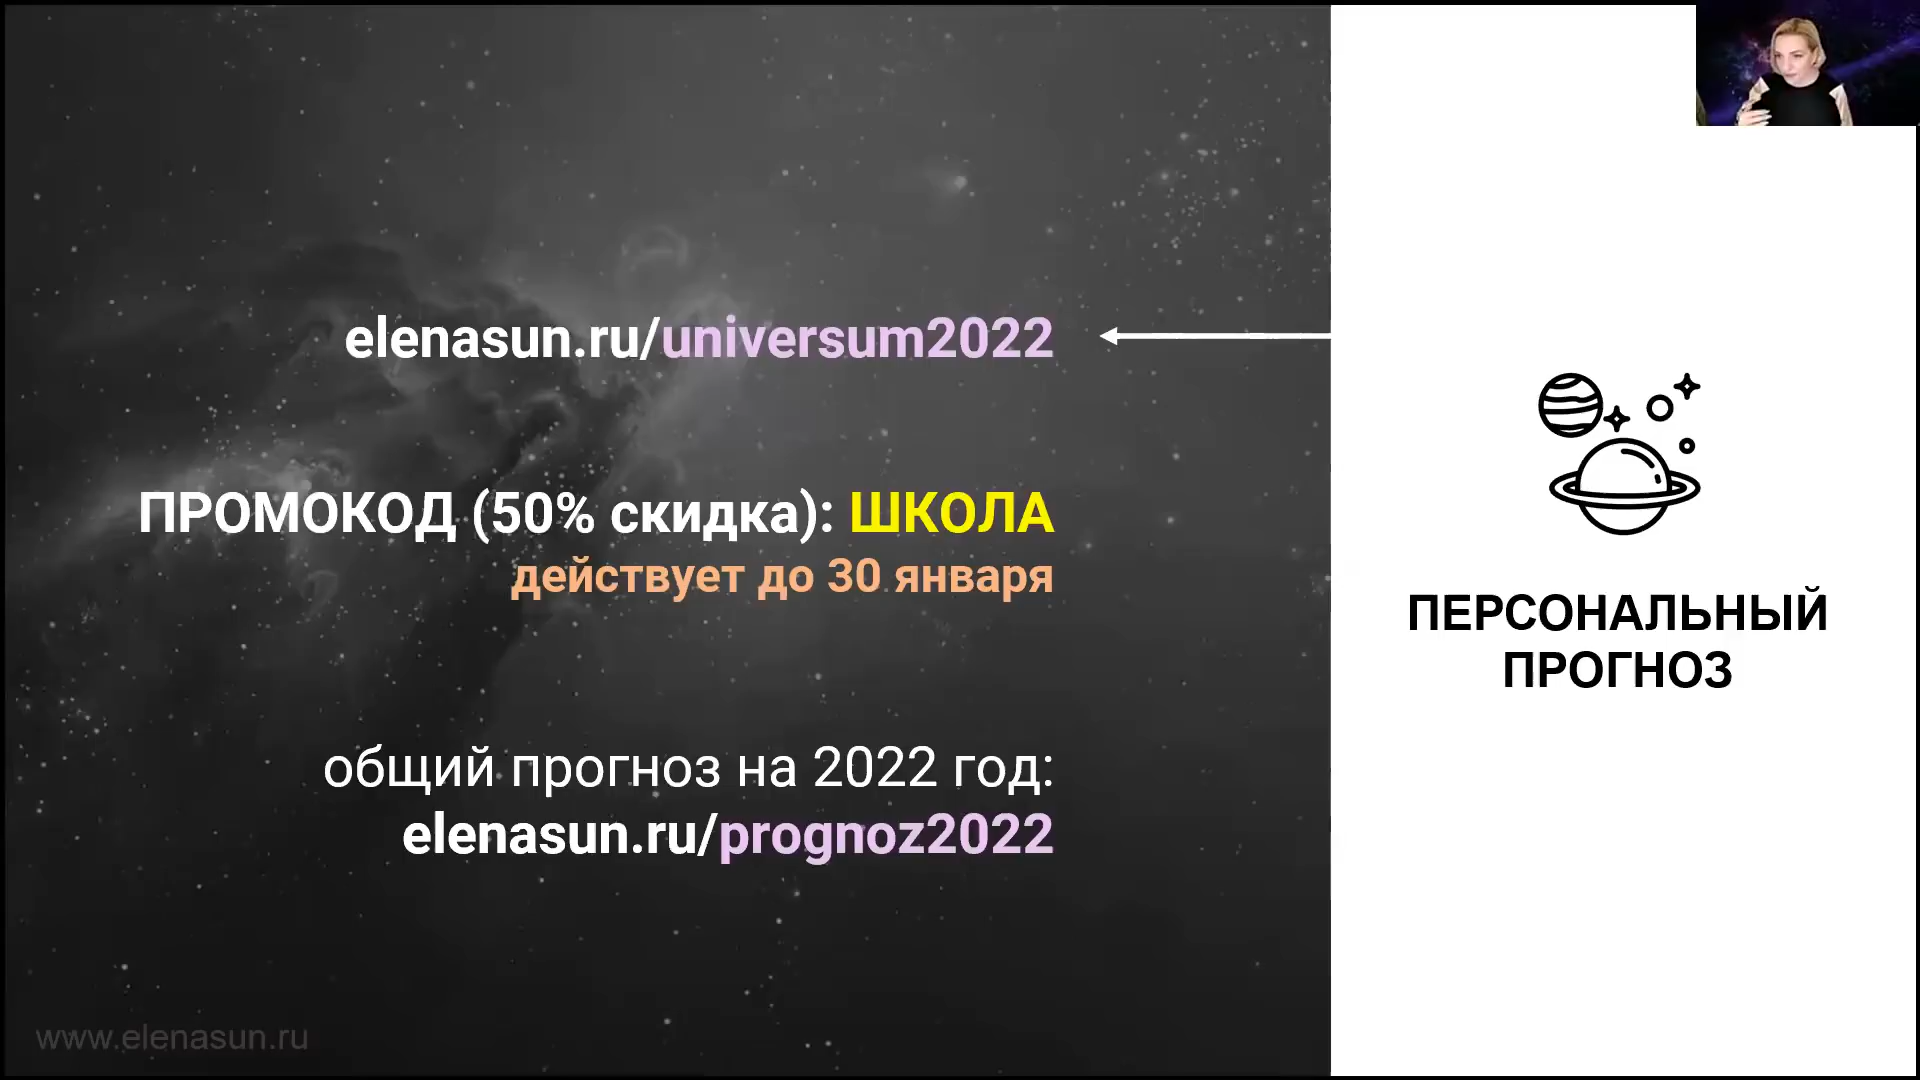 elenasun.ru/universum2022
ПРОМОКОД (50% скидка): ШКОЛА
действует до 30 января
общий прогноз на 2022 год:
elenasun.ru/prognoz2022
ПЕРСОНАЛЬНЫЙ
ПРОГНОЗ
www.elenasun.ru